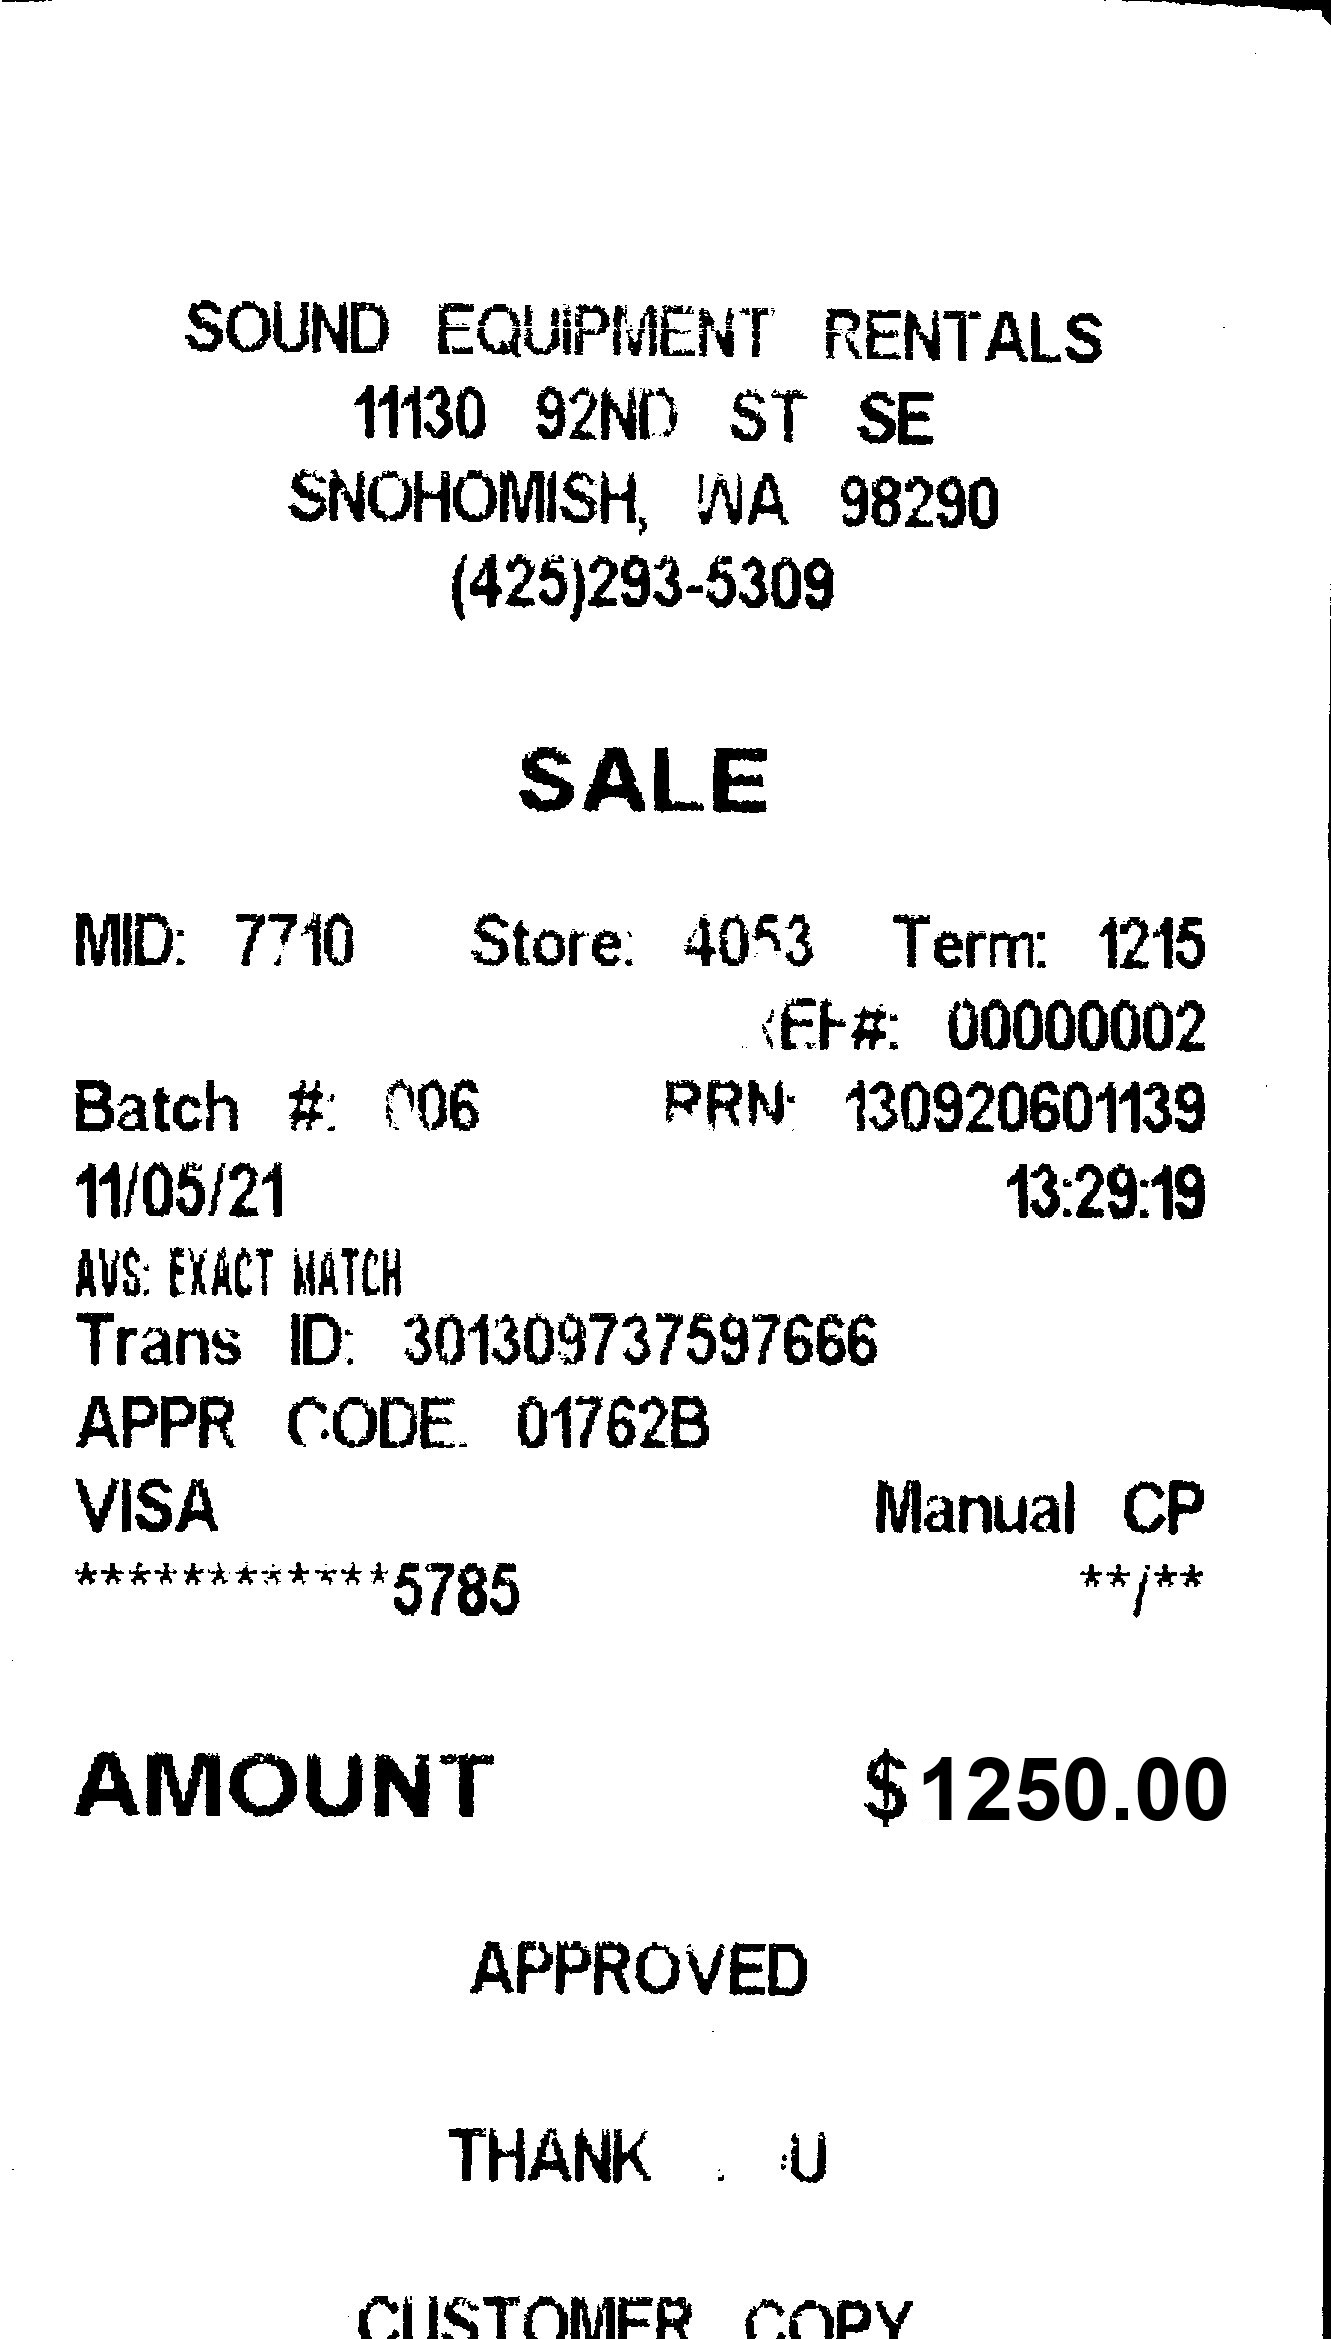 SOUND EQUIPMENT RENTALS
11130 92ND ST SE
SNOHOMISH, WA 98290
(425)293-5309
SALE
MID: 7710 Store: 4053 Term: 1215
REF#: 00000002
Batch #: 006 RRN: 130920601139
11/05/21 13:29:19
AVS: EXACT MATCH
Trans ID: 301309737597666
APPR CODE: 01762B
VISA Manual CP
************5785 **/**
AMOUNT $1250.00
APPROVED
THANK
CUSTOMER COPY